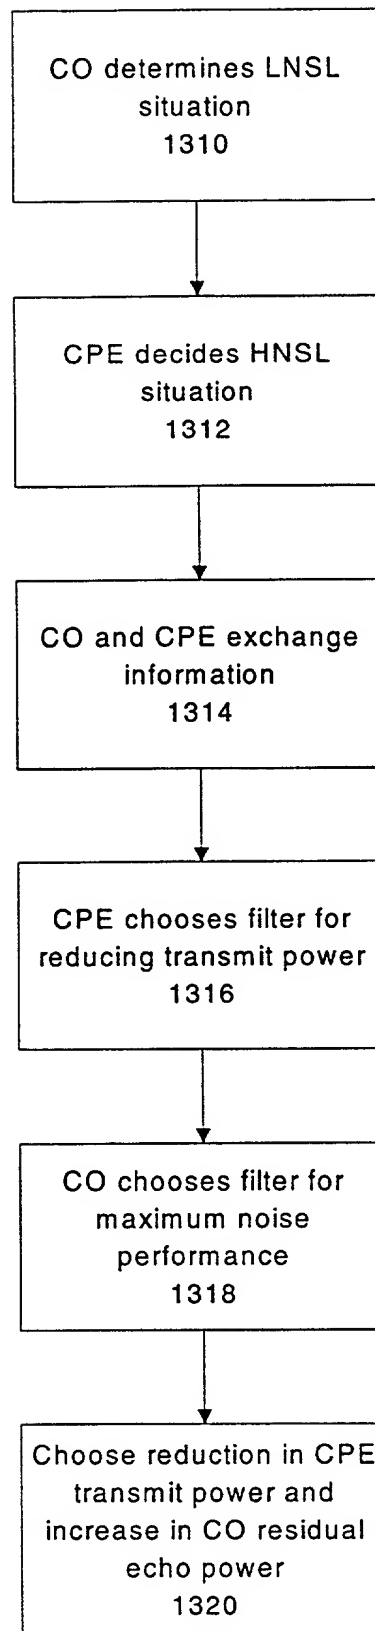 CO determines LNSL
situation
1310
CPE decides HNSL
situation
1312
CO and CPE exchange
information
1314
CPE chooses filter for
reducing transmit power
1316
CO chooses filter for
maximum noise
performance
1318
Choose reduction in CPE
transmit power and
increase in CO residual
echo power
1320